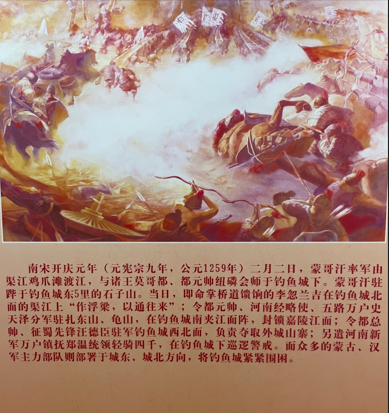 南宋开庆元年（元宪宗九年，公元1259年）二月二日，蒙哥汗率军由
渠江鸡爪滩渡江，与诸王莫哥都、都元帅纽璘会师于钓鱼城下。蒙哥汗驻
跸于钓鱼城东5里的石子山。当日，即命掌桥道馈饷的李忽兰吉在钓鱼城北
面的渠江上“作浮梁，以通往来”；令都元帅、河南经略使、五路万户史
天泽分军驻扎东山、龟山，在钓鱼城南夹江面阵，封锁嘉陵江面；令都总
帅、征蜀先锋汪德臣驻军钓鱼城西北面，负责夺取外城山寨；另遣河南新
军万户镇抚郑温统领轻骑四千，在钓鱼城下巡逻警戒。而众多的蒙古、汉
军主力部队则部署于城东、城北方向，将钓鱼城紧紧围困。